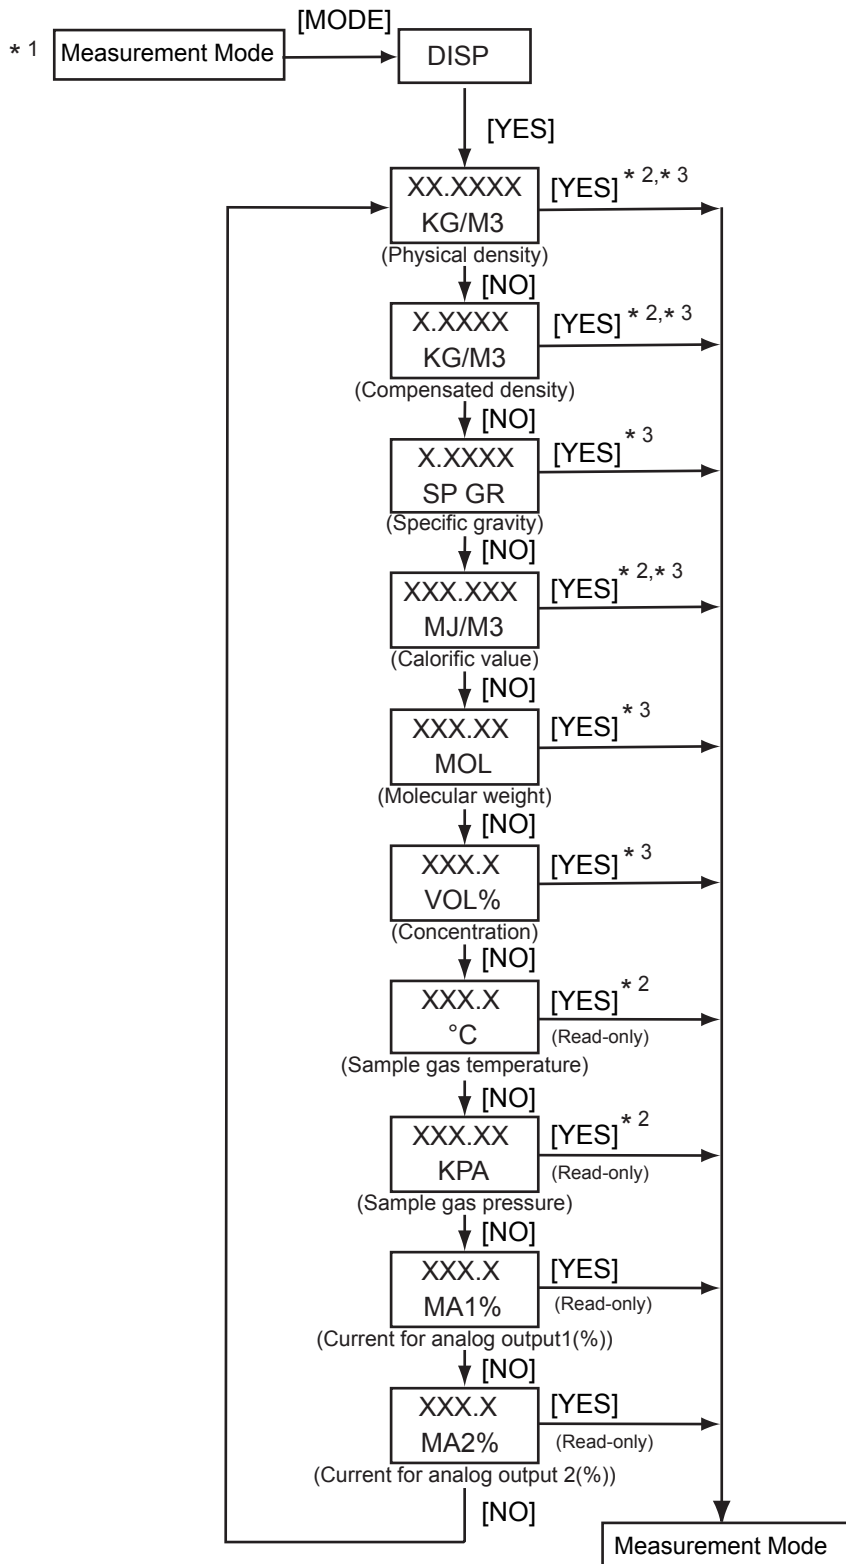 [MODE]
* 1 Measurement Mode DISP
[YES]
XX.XXXX [YES] * 2,* 3
KG/M3
(Physical density)
[NO]
X.XXXX [YES] * 2,* 3
KG/M3
(Compensated density)
[NO]
X.XXXX [YES] * 3
SP GR
(Specific gravity)
[NO]
XXX.XXX [YES] * 2,* 3
MJ/M3
(Calorific value)
[NO]
XXX.XX [YES] * 3
MOL
(Molecular weight)
[NO]
XXX.X [YES] * 3
VOL%
(Concentration)
[NO]
XXX.X [YES] * 2
°C (Read-only)
(Sample gas temperature)
[NO]
XXX.XX [YES] * 2
KPA (Read-only)
(Sample gas pressure)
[NO]
XXX.X [YES]
MA1% (Read-only)
(Current for analog output1(%))
[NO]
XXX.X [YES]
MA2% (Read-only)
(Current for analog output 2(%))
[NO]
Measurement Mode